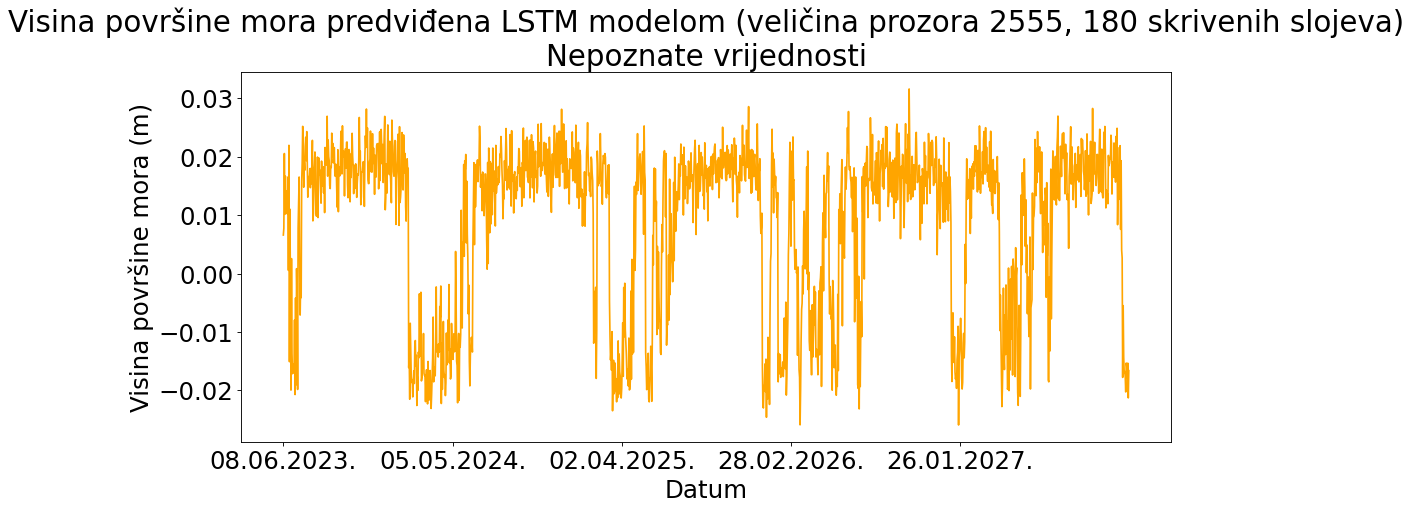 Visina površine mora predviđena LSTM modelom (veličina prozora 2555, 180 skrivenih slojeva)
Nepoznate vrijednosti
Visina površine mora (m)
0.03
0.02
0.01
0.00
−0.01
−0.02
08.06.2023. 05.05.2024. 02.04.2025. 28.02.2026. 26.01.2027.
Datum